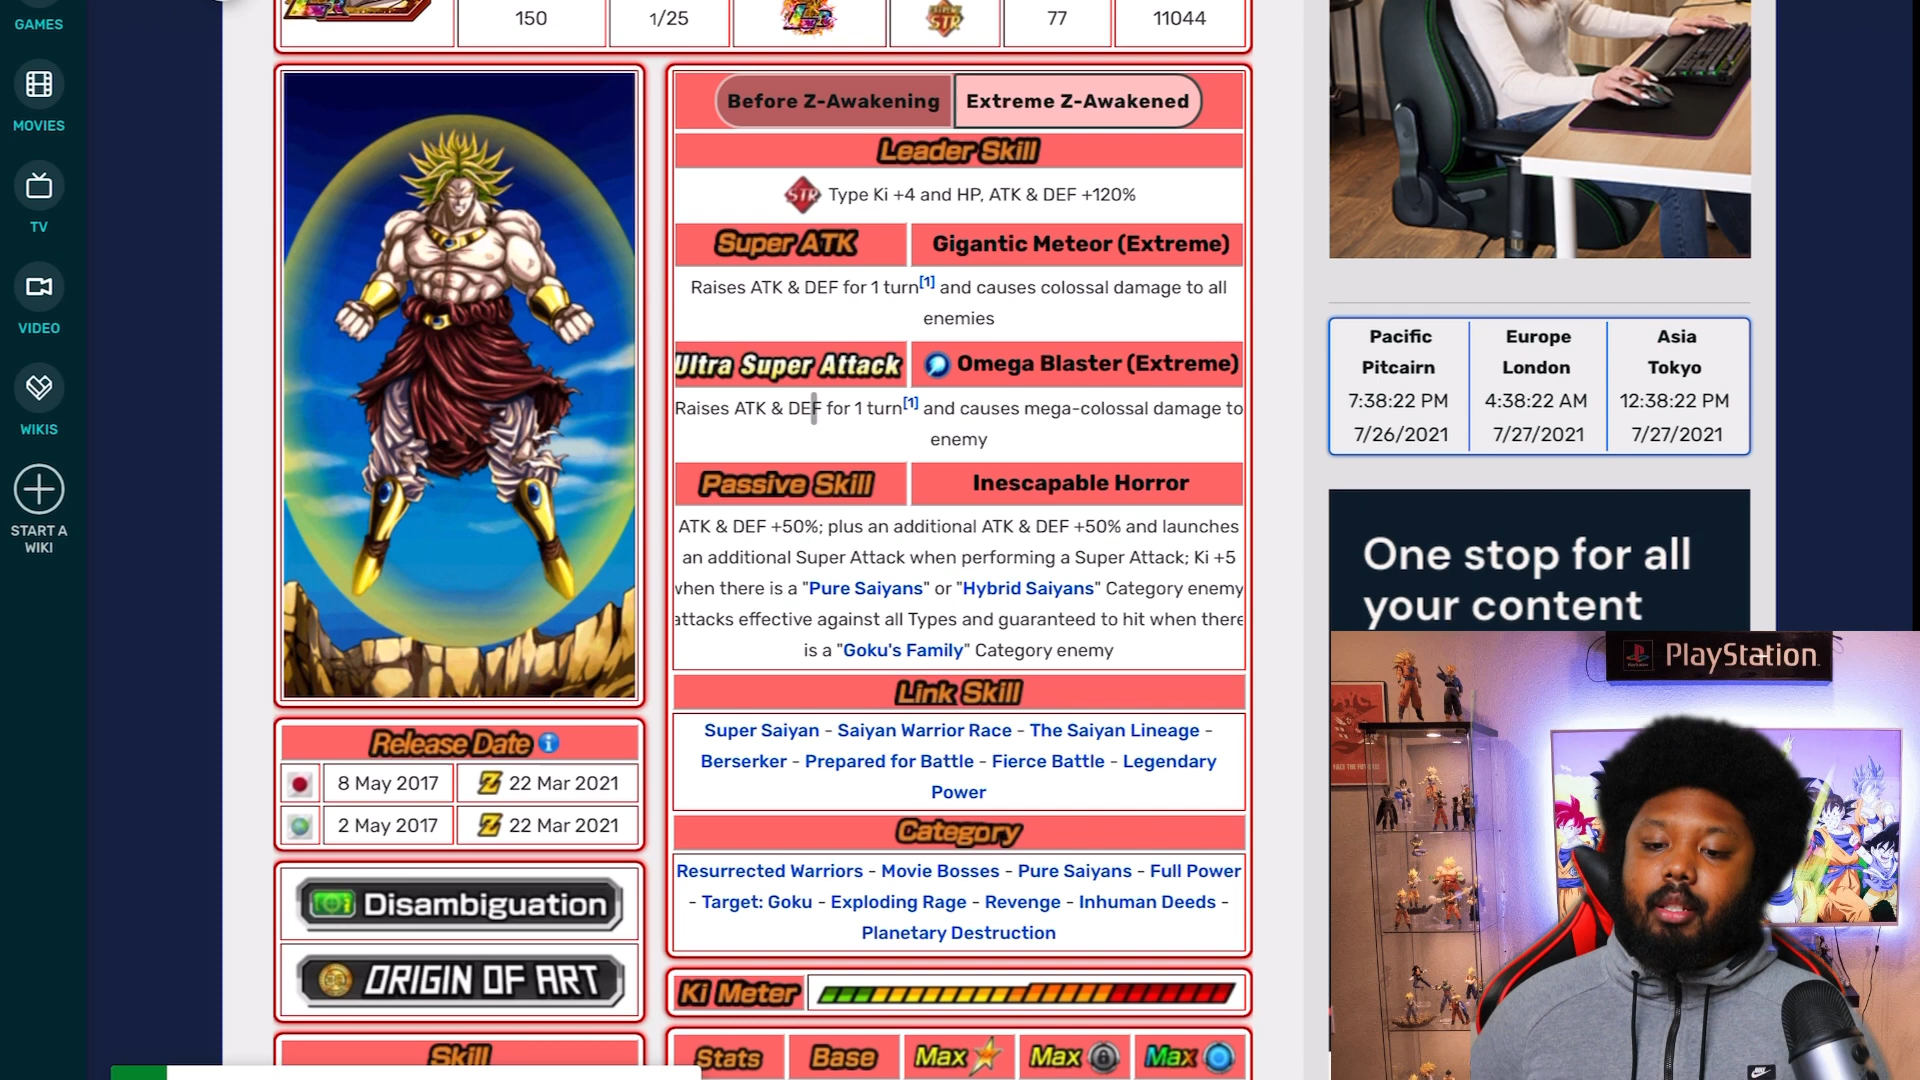 GAMES
MOVIES
TV
VIDEO
WIKIS
START A
WIKI
150
1/25
LR
EXTREME
STR
77
11044
Before Z-Awakening
Extreme Z-Awakened
Leader Skill
STR Type Ki +4 and HP, ATK & DEF +120%
Super ATK
Gigantic Meteor (Extreme)
Raises ATK & DEF for 1 turn[1] and causes colossal damage to all
enemies
Ultra Super Attack
Omega Blaster (Extreme)
Raises ATK & DEF for 1 turn[1] and causes mega-colossal damage to
enemy
Passive Skill
Inescapable Horror
ATK & DEF +50%; plus an additional ATK & DEF +50% and launches
an additional Super Attack when performing a Super Attack; Ki +5
when there is a "Pure Saiyans" or "Hybrid Saiyans" Category enemy
attacks effective against all Types and guaranteed to hit when there
is a "Goku's Family" Category enemy
Link Skill
Super Saiyan - Saiyan Warrior Race - The Saiyan Lineage -
Berserker - Prepared for Battle - Fierce Battle - Legendary
Power
Category
Resurrected Warriors - Movie Bosses - Pure Saiyans - Full Power
- Target: Goku - Exploding Rage - Revenge - Inhuman Deeds -
Planetary Destruction
Ki Meter
Stats
Base
Max
Max
Max
Release Date
8 May 2017
Z 22 Mar 2021
2 May 2017
Z 22 Mar 2021
Disambiguation
ORIGIN OF ART
Skill
Pacific
Pitcairn
7:38:22 PM
7/26/2021
Europe
London
4:38:22 AM
7/27/2021
Asia
Tokyo
12:38:22 PM
7/27/2021
One stop for all
your content
PlayStation